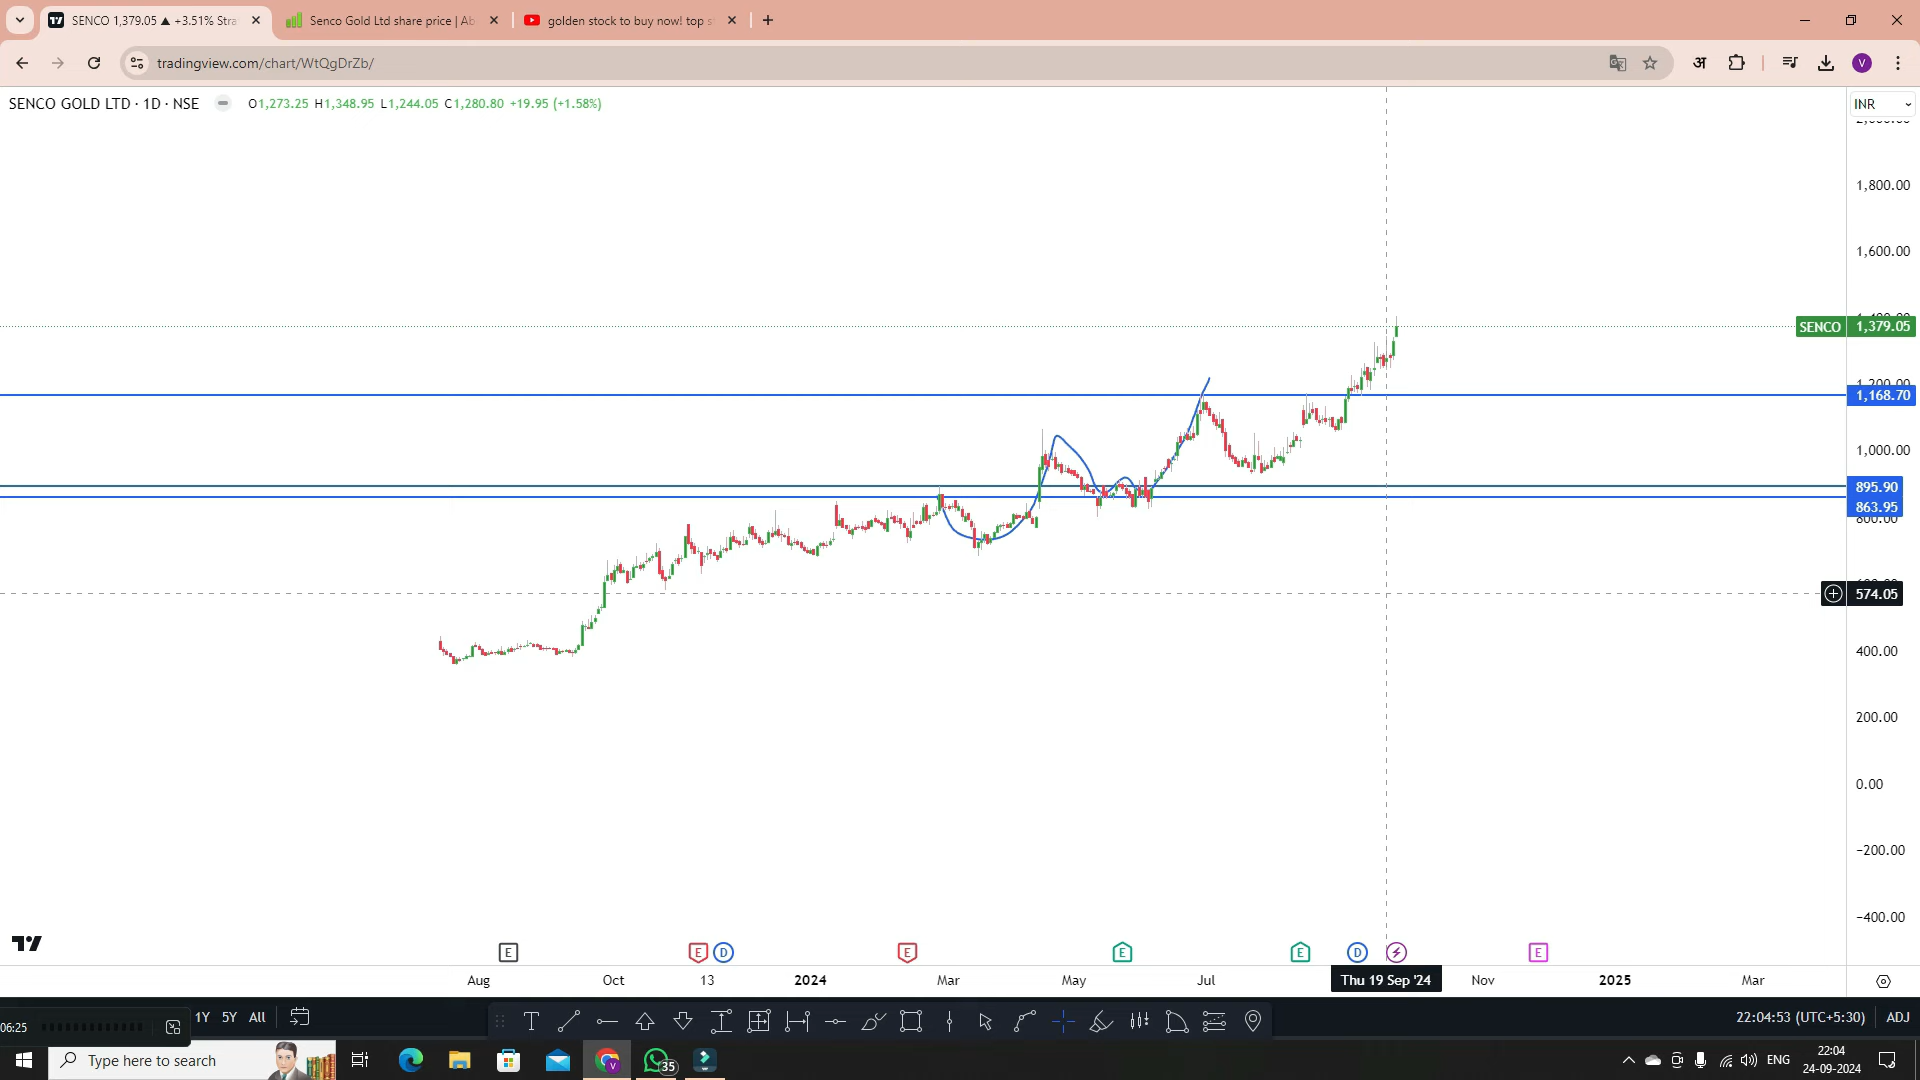 SENCO 1,379.05 ▲ +3.51% Stra
Senco Gold Ltd share price | Ab
golden stock to buy now! top s
tradingview.com/chart/WtQgDrZb/
अ
V
SENCO GOLD LTD · 1D · NSE
O1,273.25 H1,348.95 L1,244.05 C1,280.80 +19.95 (+1.58%)
INR
1,800.00
1,600.00
SENCO 1,379.05
1,168.70
1,000.00
895.90
863.95
800.00
574.05
400.00
200.00
0.00
−200.00
−400.00
E
E D
E
E
E
D
E
Aug
Oct
13
2024
Mar
May
Jul
Thu 19 Sep '24
Nov
2025
Mar
06:25
1Y 5Y All
T
22:04:53 (UTC+5:30)
ADJ
Type here to search
V
35
ENG
22:04
24-09-2024